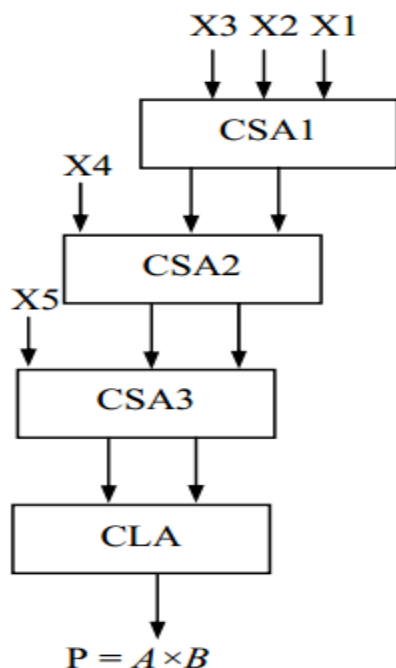 X3 X2 X1
CSA1
X4
CSA2
X5
CSA3
CLA
P = A×B